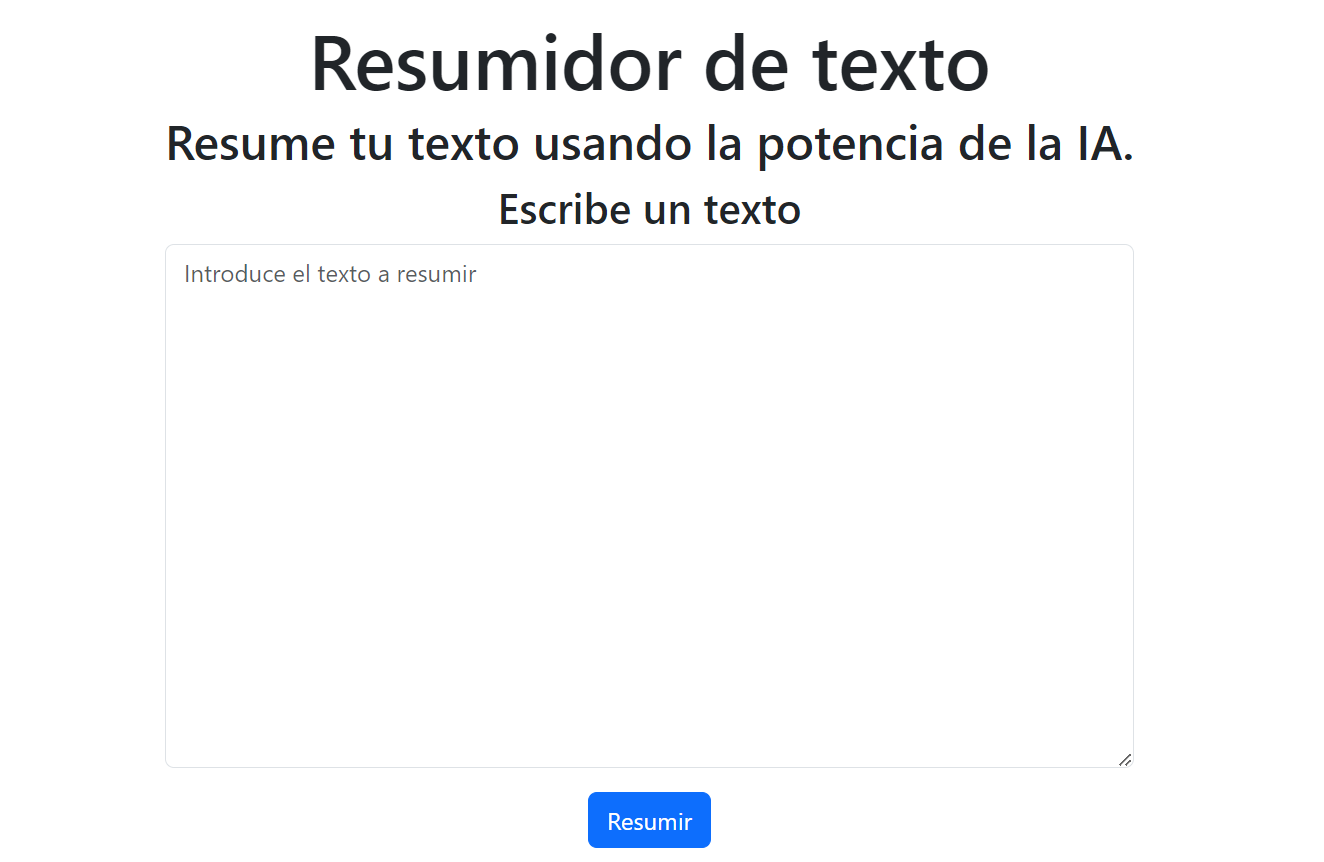 Resumidor de texto
Resume tu texto usando la potencia de la IA.
Escribe un texto
Introduce el texto a resumir
Resumir